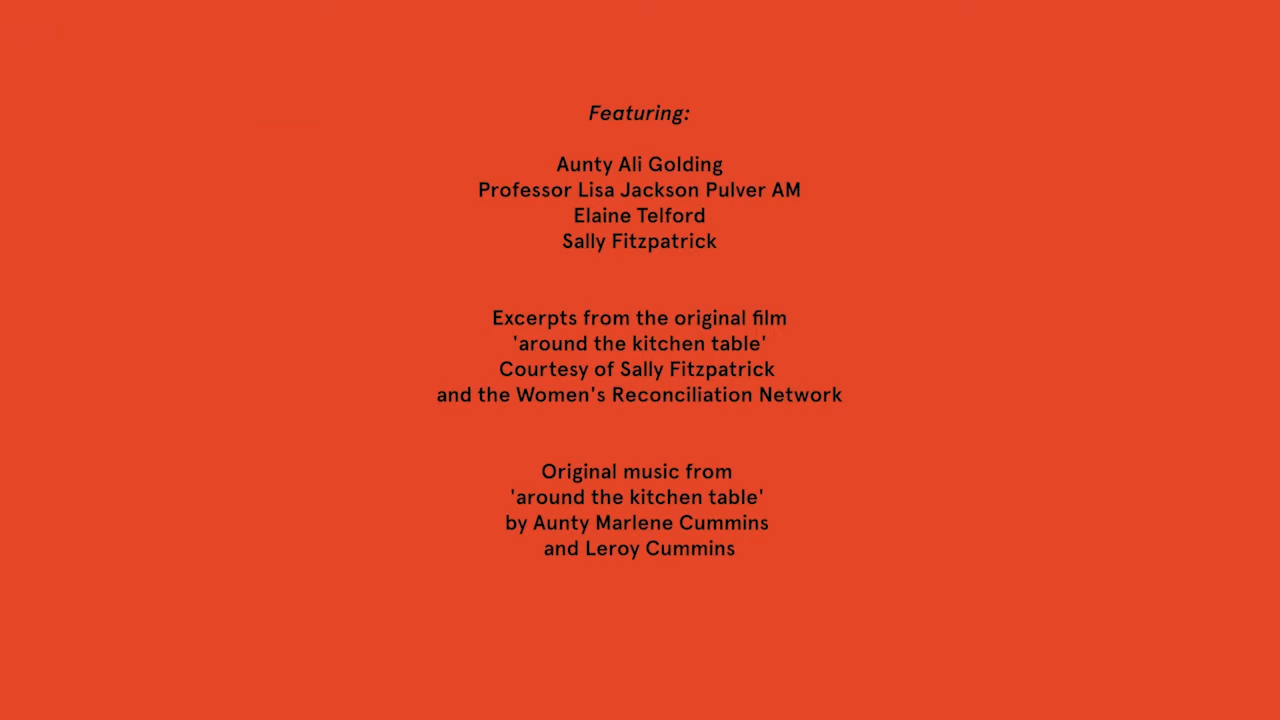 Featuring:
Aunty Ali Golding
Professor Lisa Jackson Pulver AM
Elaine Telford
Sally Fitzpatrick
Excerpts from the original film
'around the kitchen table'
Courtesy of Sally Fitzpatrick
and the Women's Reconciliation Network
Original music from
'around the kitchen table'
by Aunty Marlene Cummins
and Leroy Cummins